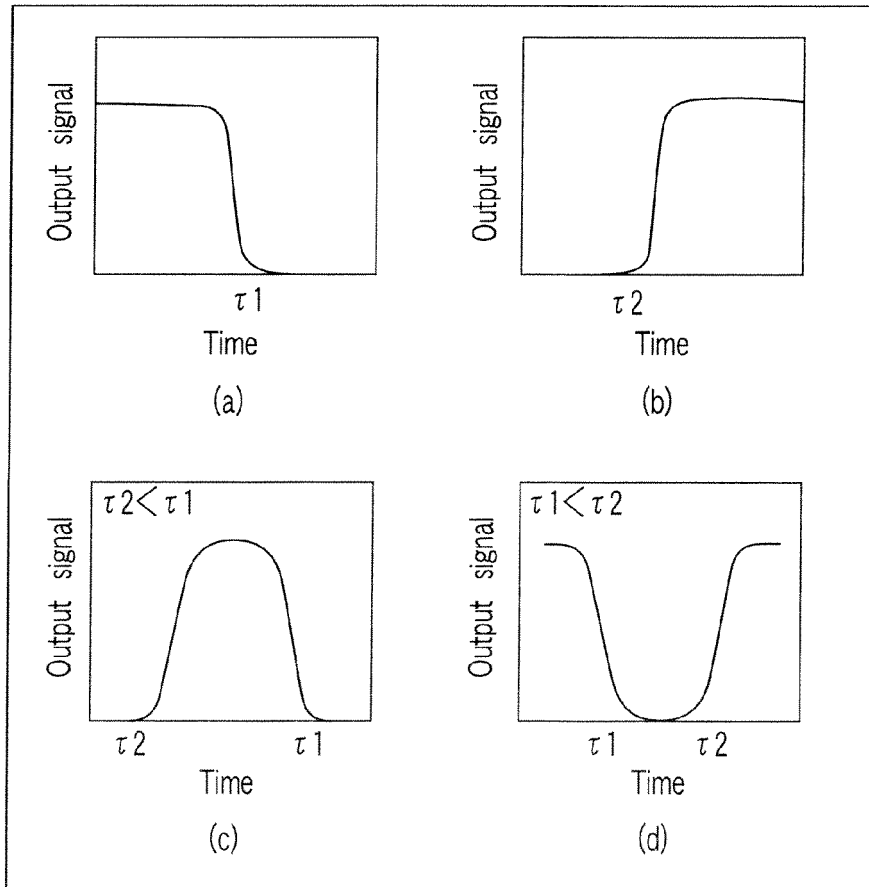 Output signal
τ1
Time
(a)
Output signal
τ2
Time
(b)
τ2<τ1
Output signal
τ2 τ1
Time
(c)
τ1<τ2
Output signal
τ1 τ2
Time
(d)